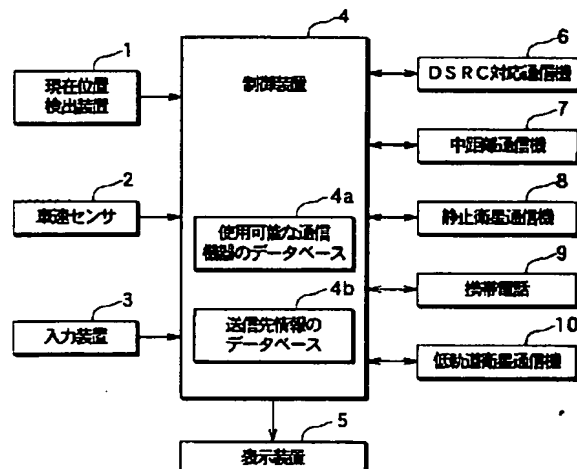 1
現在位置
検出装置
2
車速センサ
3
入力装置
4
制御装置
4a
使用可能な通信
機器のデータベース
4b
送信先情報の
データベース
5
表示装置
6
DSRC対応通信機
7
中距離通信機
8
静止衛星通信機
9
携帯電話
10
低軌道衛星通信機